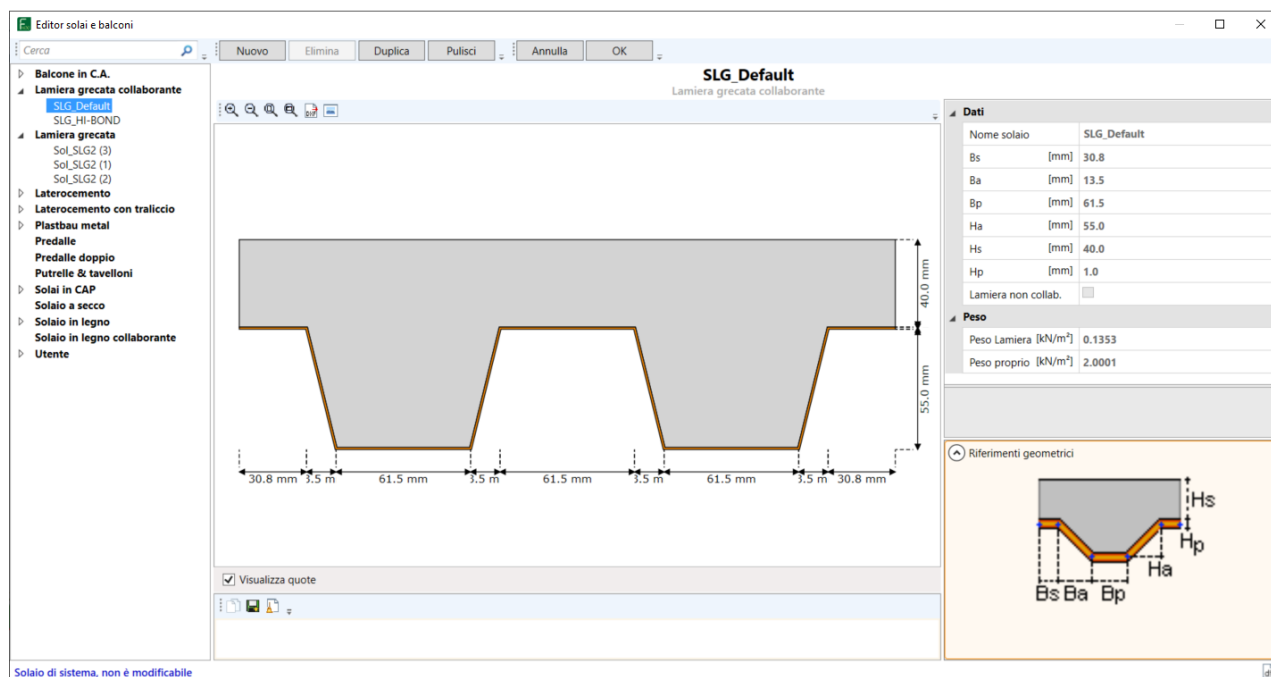 Editor solai e balconi
Cerca
Nuovo Elimina Duplica Pulisci Annulla OK
Balcone in C.A.
Lamiera grecata collaborante
SLG_Default
SLG_HI-BOND
Lamiera grecata
Sol_SLG2 (3)
Sol_SLG2 (1)
Sol_SLG2 (2)
Laterocemento
Laterocemento con traliccio
Plastbau metal
Predalle
Predalle doppio
Putrelle & tavelloni
Solai in CAP
Solaio a secco
Solaio in legno
Solaio in legno collaborante
Utente
SLG_Default
Lamiera grecata collaborante
DXF
40.0 mm
55.0 mm
30.8 mm 3.5 m 61.5 mm 3.5 m 61.5 mm 3.5 m 61.5 mm 3.5 m 30.8 mm
Visualizza quote
Dati
Nome solaio SLG_Default
Bs [mm] 30.8
Ba [mm] 13.5
Bp [mm] 61.5
Ha [mm] 55.0
Hs [mm] 40.0
Hp [mm] 1.0
Lamiera non collab.
Peso
Peso Lamiera [kN/m²] 0.1353
Peso proprio [kN/m²] 2.0001
Riferimenti geometrici
Hs
Hp
Ha
Bs Ba Bp
Solaio di sistema, non è modificabile